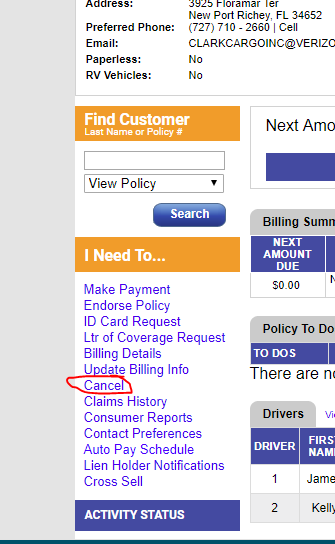 Address:
3925 Floramar Ter
New Port Richey, FL 34652
Preferred Phone: (727) 710 - 2660 | Cell
Email: CLARKCARGOINC@VERIZO
Paperless: No
RV Vehicles: No
Find Customer
Last Name or Policy #
View Policy
Search
I Need To...
Make Payment
Endorse Policy
ID Card Request
Ltr of Coverage Request
Billing Details
Update Billing Info
Cancel
Claims History
Consumer Reports
Contact Preferences
Auto Pay Schedule
Lien Holder Notifications
Cross Sell
ACTIVITY STATUS
Next Amo
Billing Summ
NEXT
AMOUNT
DUE
$0.00
Policy To Do
TO DOS
There are no
Drivers
Vi
DRIVER
FIRS
NAM
1 Jame
2 Kelly